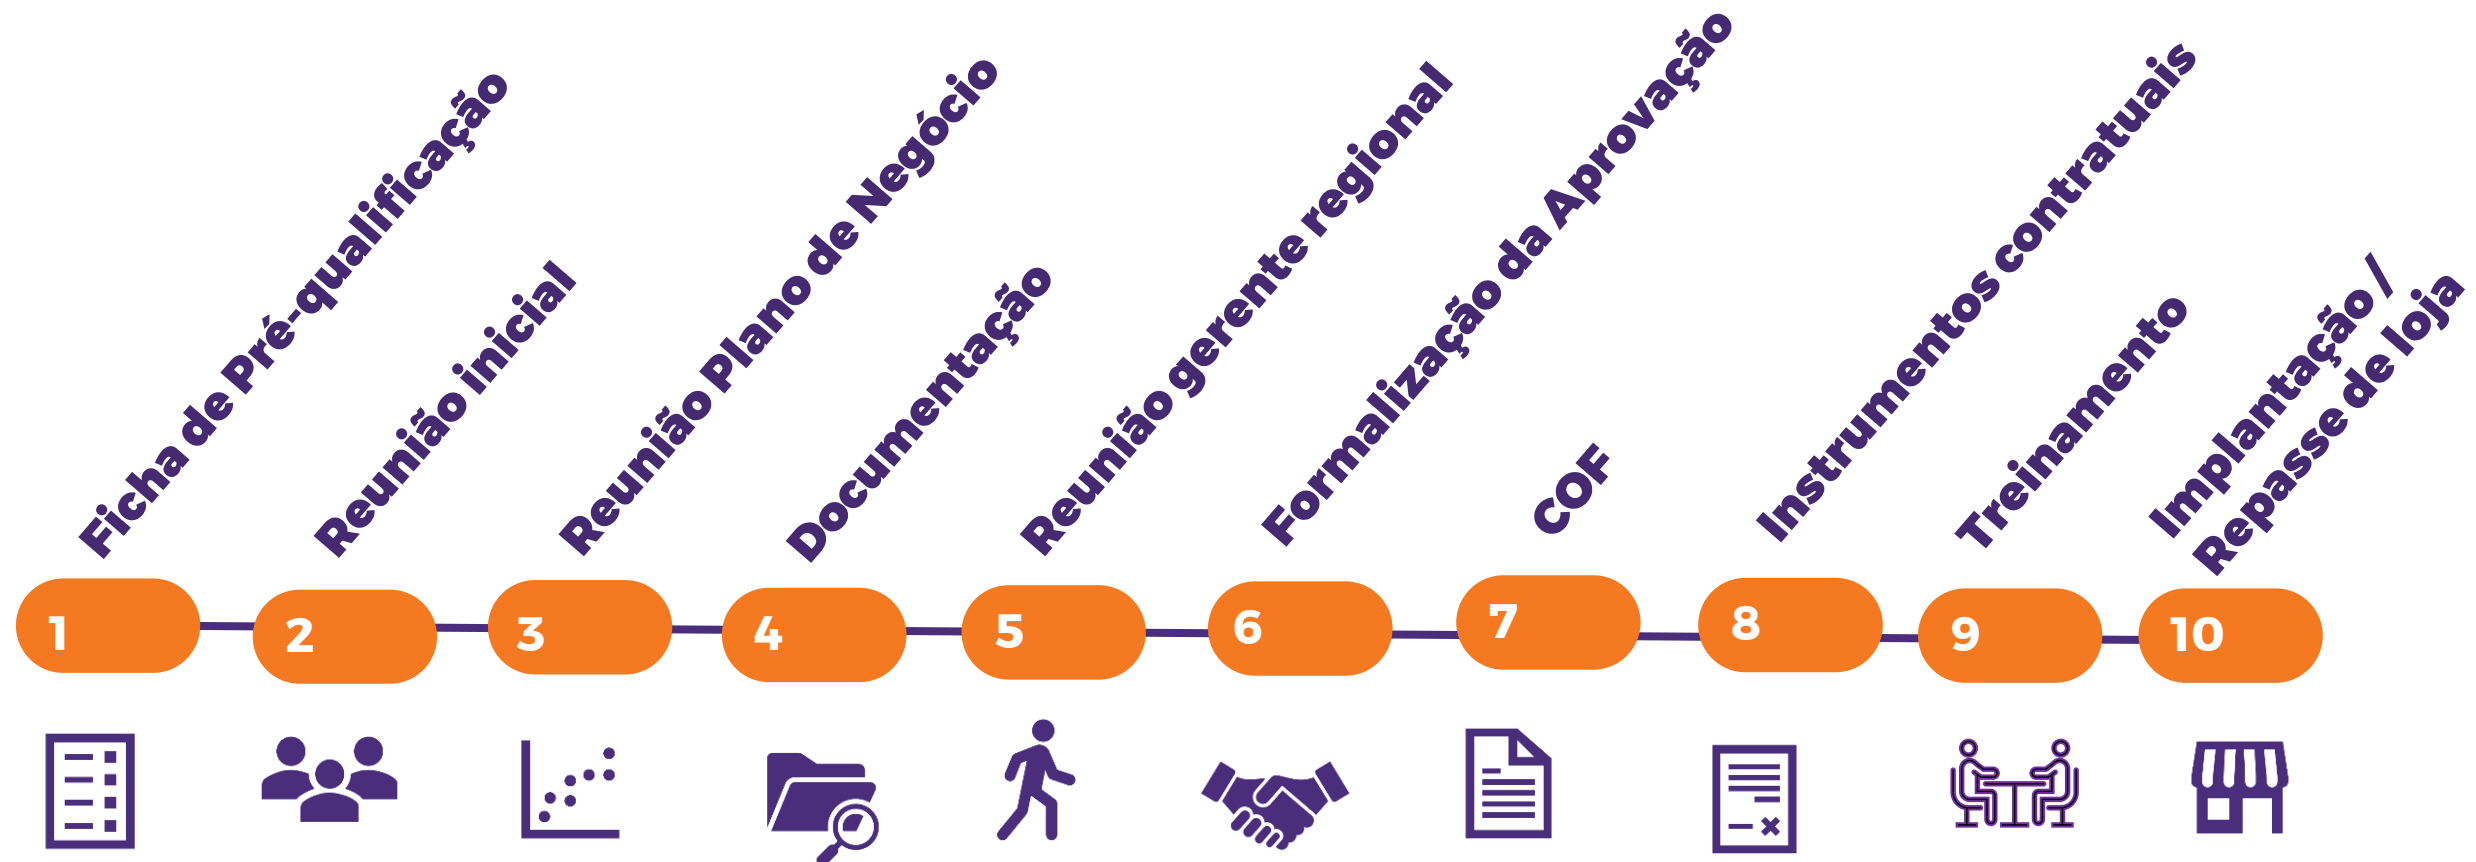 Ficha de Pré-qualificação
Reunião inicial
Reunião Plano de Negócio
Documentação
Reunião gerente regional
Formalização da Aprovação
COF
Instrumentos contratuais
Treinamento
Implantação /
Repasse de loja
1
2
3
4
5
6
7
8
9
10